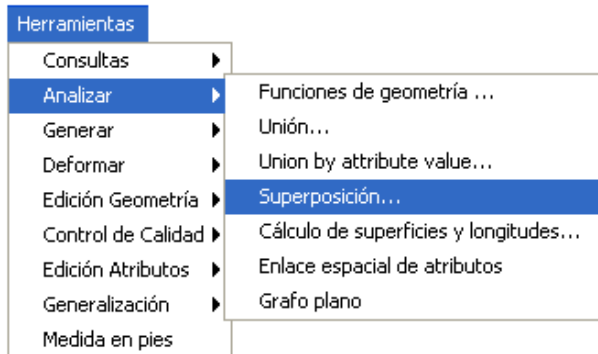 Herramientas
Consultas
Analizar
Generar
Deformar
Edición Geometría
Control de Calidad
Edición Atributos
Generalización
Medida en pies
Funciones de geometría ...
Unión...
Union by attribute value...
Superposición...
Cálculo de superficies y longitudes...
Enlace espacial de atributos
Grafo plano